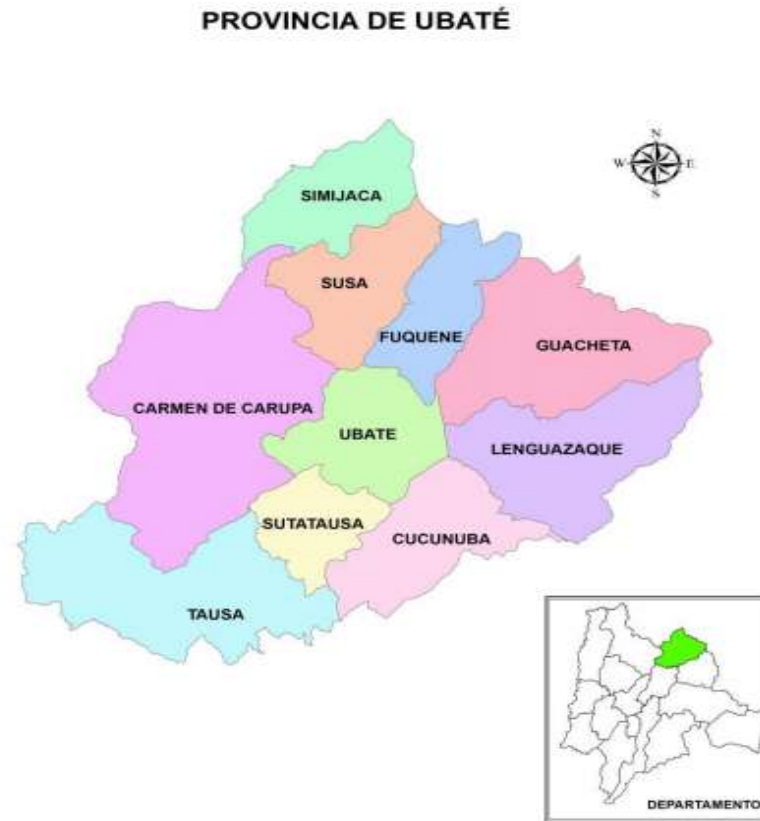 PROVINCIA DE UBATÉ
N
W E
S
SIMIJACA
SUSA
FUQUENE
GUACHETA
CARMEN DE CARUPA
UBATE
LENGUAZAQUE
SUTATAUSA
CUCUNUBA
TAUSA
DEPARTAMENTO